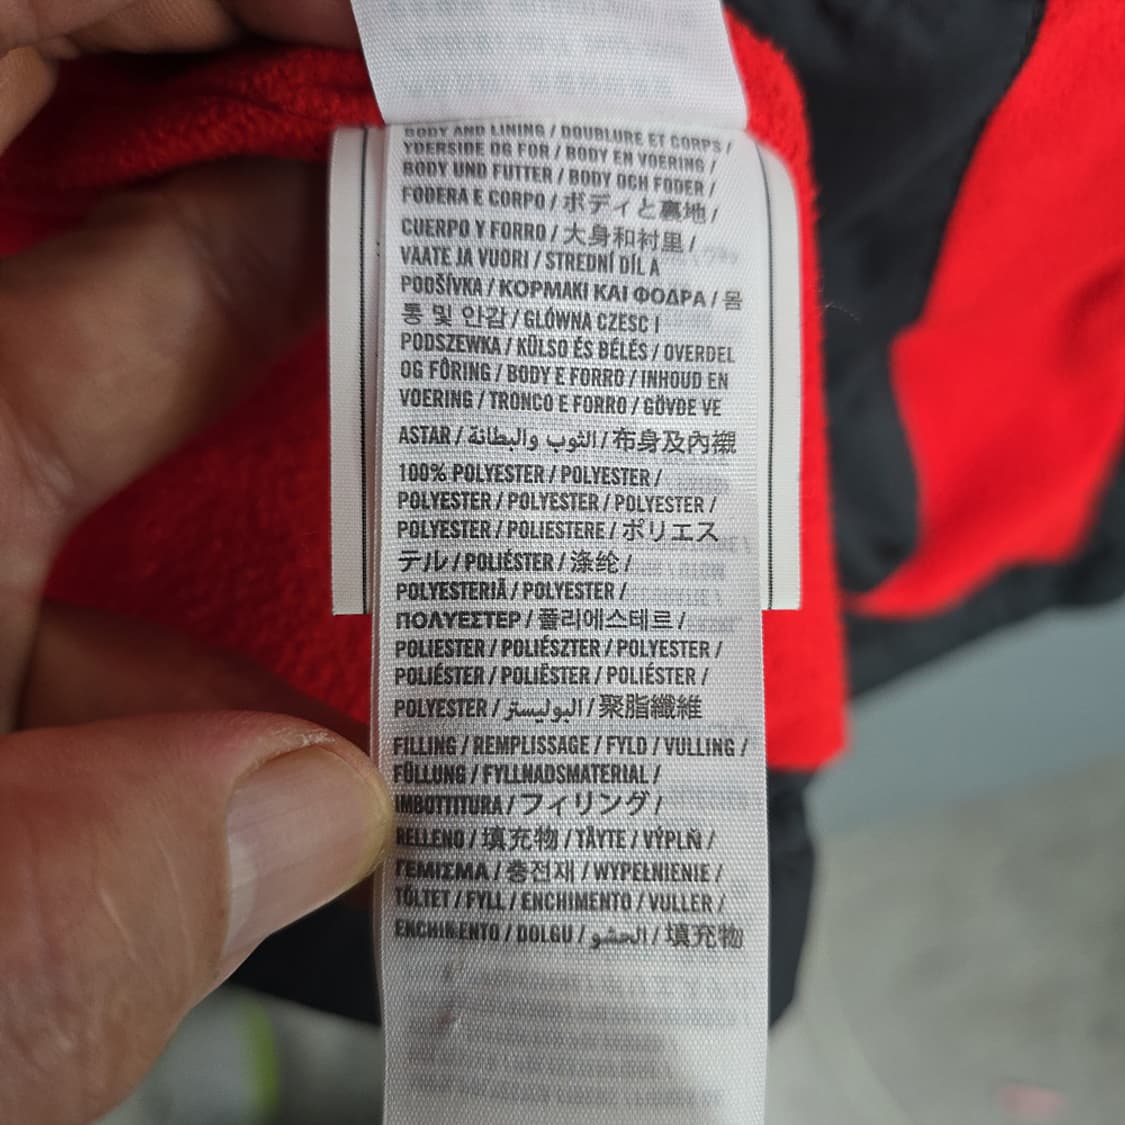 BODY AND LINING / DOUBLURE ET CORPS /
YDERSIDE OG FOR / BODY EN VOERING /
BODY UND FUTTER / BODY OCH FODER /
FODERA E CORPO / ボディと裏地 /
CUERPO Y FORRO / 大身和衬里 /
VAATE JA VUORI / STREDNÍ DÍL A
PODŠÍVKA / ΚΟΡΜΑΚΙ ΚΑΙ ΦΟΔΡΑ / 몸
통 및 안감 / GLÓWNA CZESC I
PODSZEWKA / KÜLSO ÉS BÉLÉS / OVERDEL
OG FÔRING / BODY E FORRO / INHOUD EN
VOERING / TRONCO E FORRO / GÖVDE VE
ASTAR / الثوب والبطانة / 布身及內襯
100% POLYESTER / POLYESTER /
POLYESTER / POLYESTER / POLYESTER /
POLYESTER / POLIESTERE / ポリエス
テル / POLIÉSTER / 涤纶 /
POLYESTERIÄ / POLYESTER /
ΠΟΛΥΕΣΤΕΡ / 폴리에스테르 /
POLIESTER / POLIÉSZTER / POLYESTER /
POLIÉSTER / POLIËSTER / POLIÉSTER /
POLYESTER / البوليستر / 聚脂纖維
FILLING / REMPLISSAGE / FYLD / VULLING /
FÜLLUNG / FYLLNADSMATERIAL /
IMBOTTITURA / フィリング /
RELLENO / 填充物 / TÄYTE / VÝPLŇ /
ΓΕΜΙΣΜΑ / 충전재 / WYPEŁNIENIE /
TÖLTET / FYLL / ENCHIMENTO / VULLER /
ENCHIMENTO / DOLGU / الحشو / 填充物